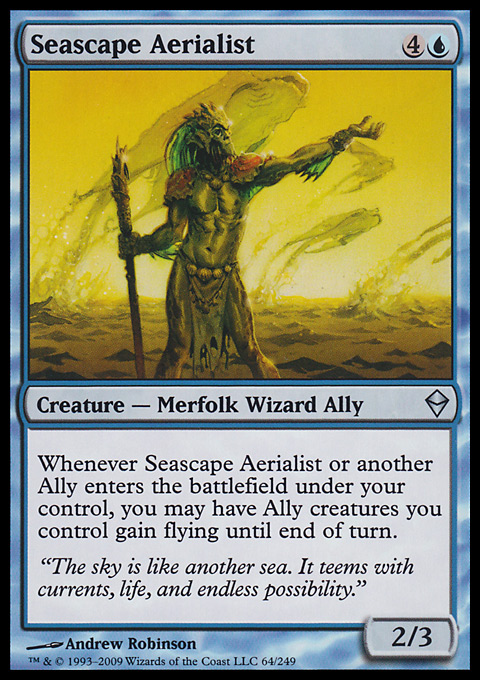 Seascape Aerialist 4
Creature — Merfolk Wizard Ally
Whenever Seascape Aerialist or another
Ally enters the battlefield under your
control, you may have Ally creatures you
control gain flying until end of turn.
“The sky is like another sea. It teems with
currents, life, and endless possibility.”
Andrew Robinson
2/3
™ & © 1993–2009 Wizards of the Coast LLC 64/249